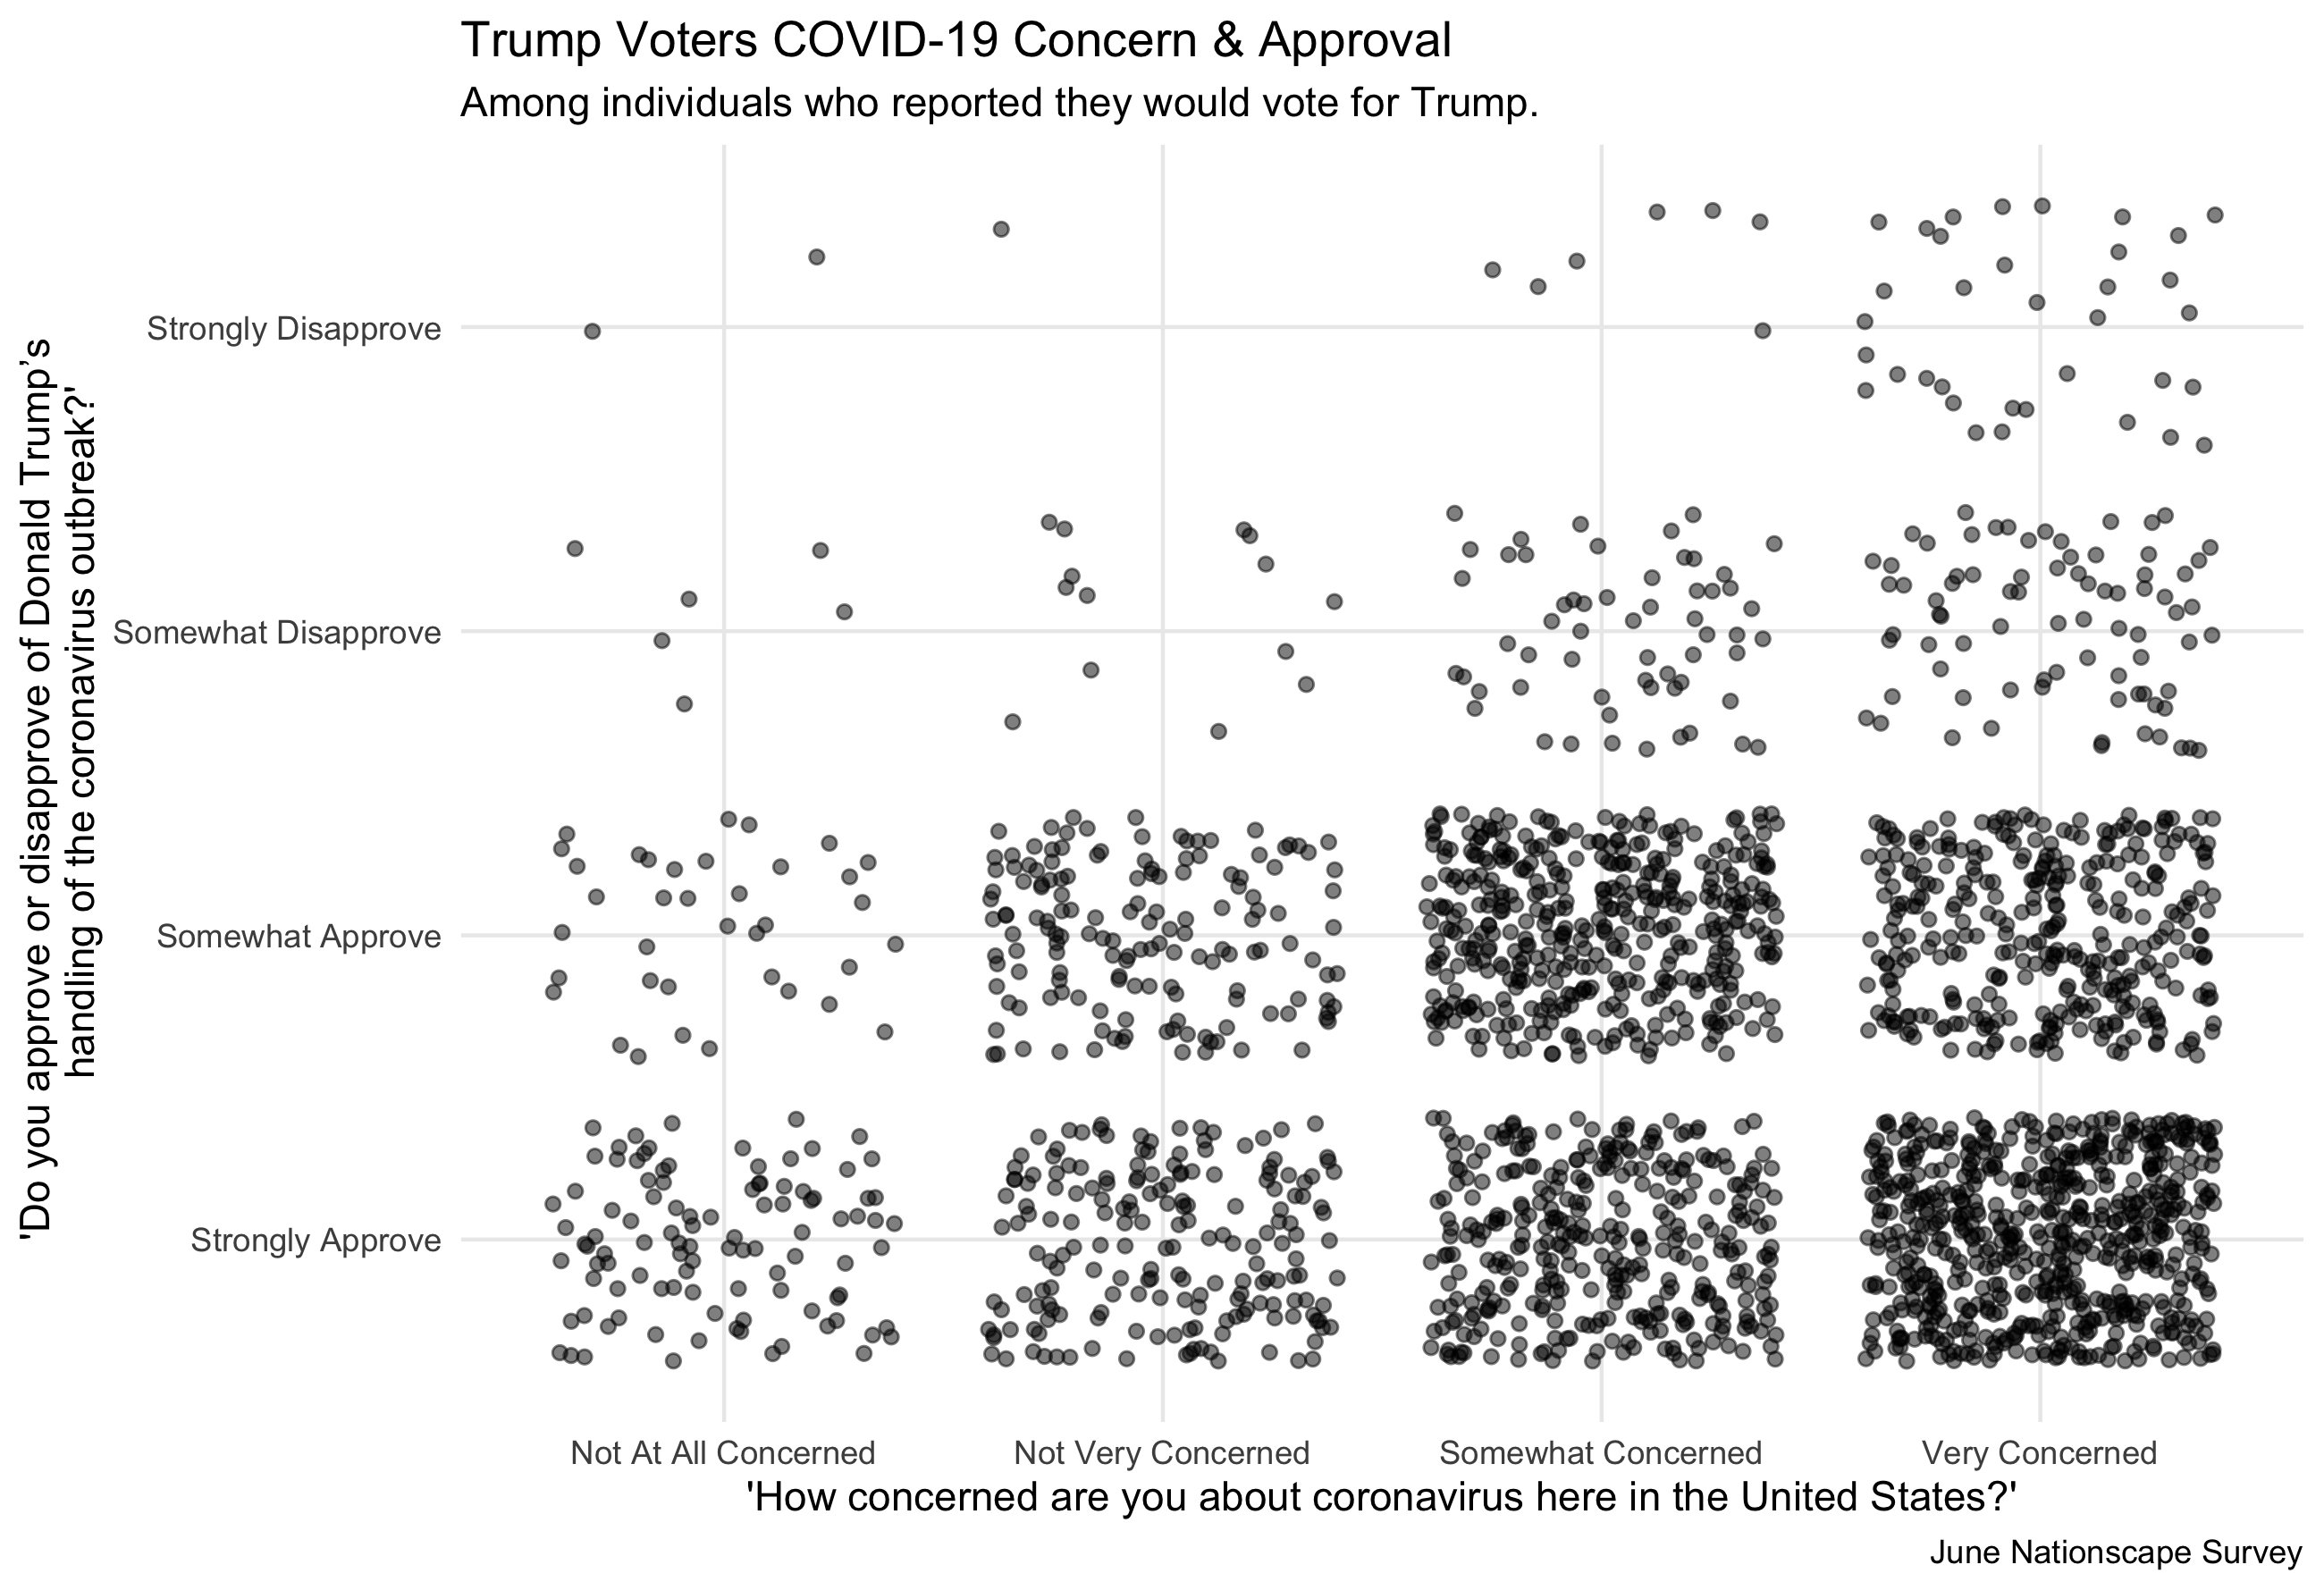 Trump Voters COVID-19 Concern & Approval
Among individuals who reported they would vote for Trump.
'Do you approve or disapprove of Donald Trump’s
handling of the coronavirus outbreak?'
Strongly Disapprove
Somewhat Disapprove
Somewhat Approve
Strongly Approve
Not At All Concerned
Not Very Concerned
Somewhat Concerned
Very Concerned
'How concerned are you about coronavirus here in the United States?'
June Nationscape Survey